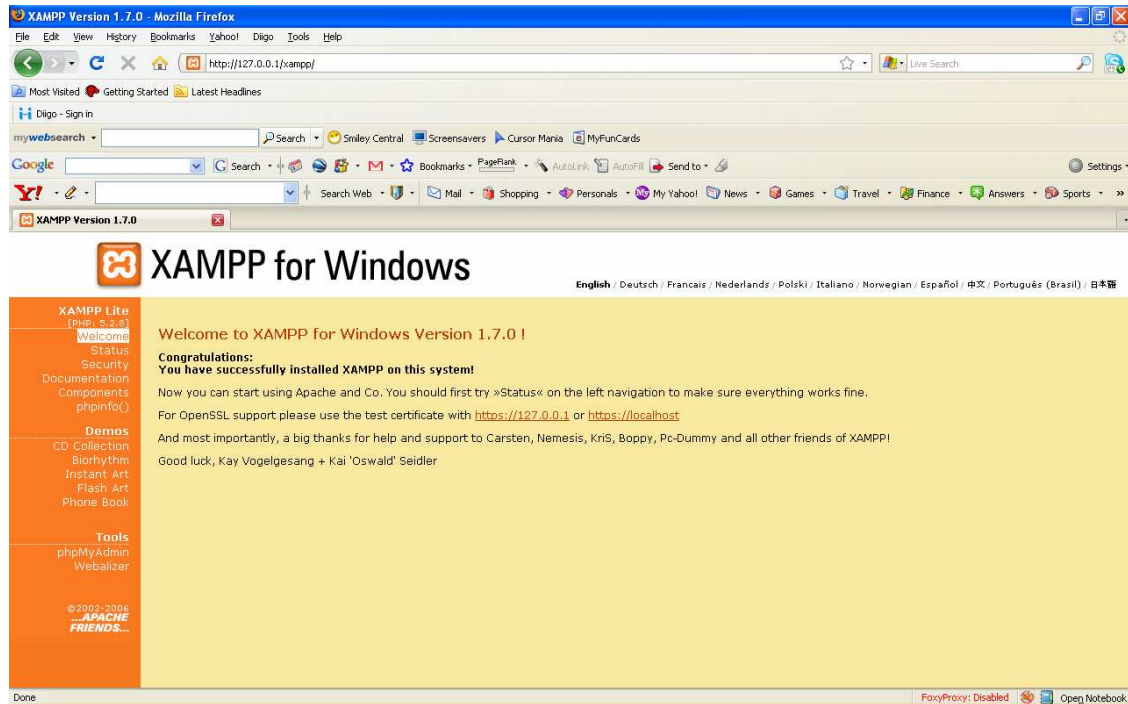 XAMPP Version 1.7.0 - Mozilla Firefox
File Edit View History Bookmarks Yahoo! Diigo Tools Help
http://127.0.0.1/xampp/
Live Search
Most Visited Getting Started Latest Headlines
Diigo - Sign in
mywebsearch Search Smiley Central Screensavers Cursor Mania MyFunCards
Google Search Bookmarks PageRank AutoLink AutoFill Send to Settings
Y! Search Web Mail Shopping Personals My Yahoo! News Games Travel Finance Answers Sports »
XAMPP Version 1.7.0
XAMPP for Windows
English / Deutsch / Francais / Nederlands / Polski / Italiano / Norwegian / Español / 中文 / Português (Brasil) / 日本語
XAMPP Lite
[PHP: 5.2.8]
Welcome
Status
Security
Documentation
Components
phpinfo()
Demos
CD Collection
Biorhythm
Instant Art
Flash Art
Phone Book
Tools
phpMyAdmin
Webalizer
©2002-2006
...APACHE
FRIENDS...
Welcome to XAMPP for Windows Version 1.7.0 !
Congratulations:
You have successfully installed XAMPP on this system!
Now you can start using Apache and Co. You should first try »Status« on the left navigation to make sure everything works fine.
For OpenSSL support please use the test certificate with https://127.0.0.1 or https://localhost
And most importantly, a big thanks for help and support to Carsten, Nemesis, KriS, Boppy, Pc-Dummy and all other friends of XAMPP!
Good luck, Kay Vogelgesang + Kai 'Oswald' Seidler
Done
FoxyProxy: Disabled Open Notebook